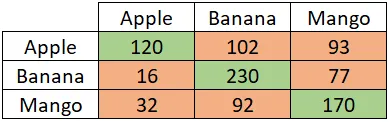 Apple Banana Mango
Apple 120 102 93
Banana 16 230 77
Mango 32 92 170